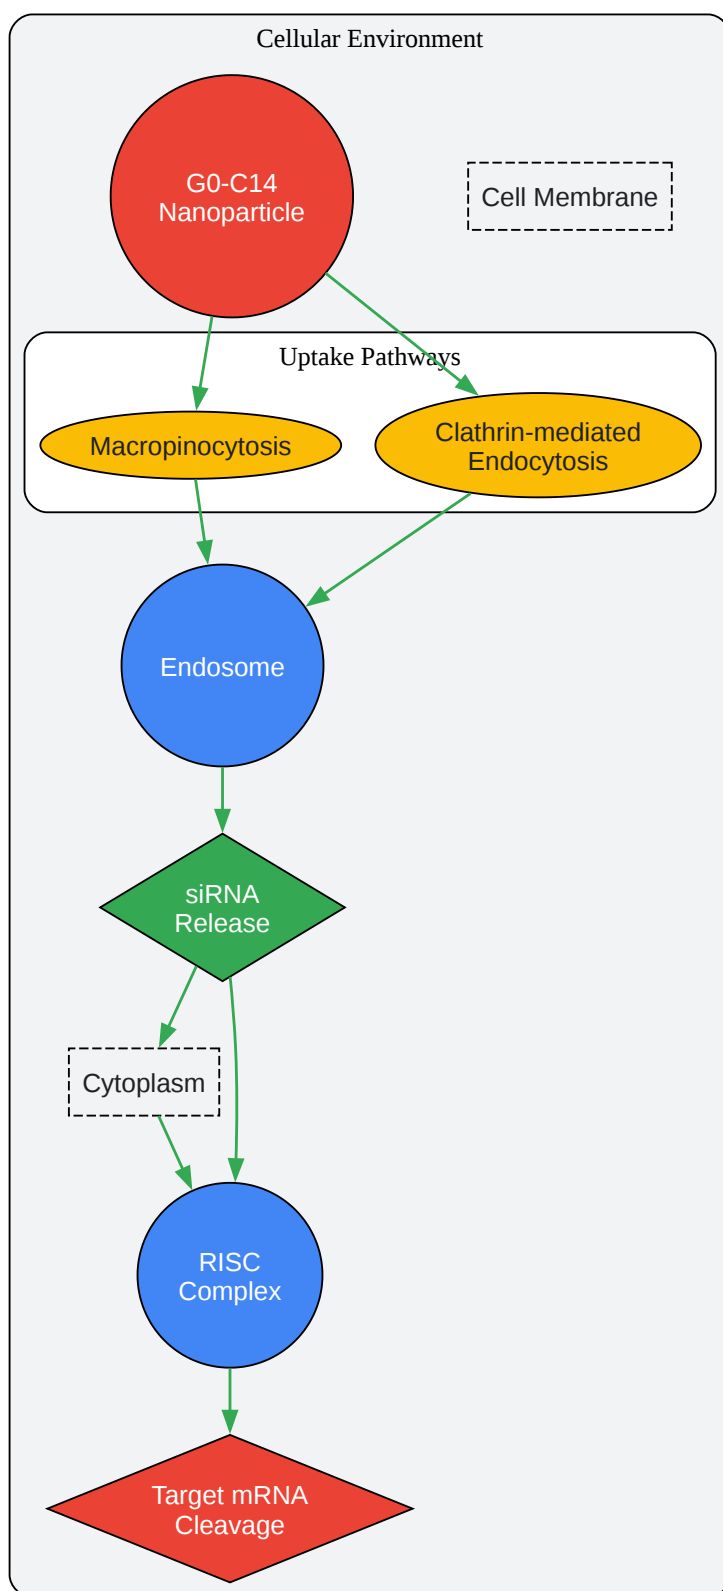 Cellular Environment
G0-C14
Nanoparticle
Cell Membrane
Uptake Pathways
Macropinocytosis
Clathrin-mediated
Endocytosis
Endosome
siRNA
Release
Cytoplasm
RISC
Complex
Target mRNA
Cleavage